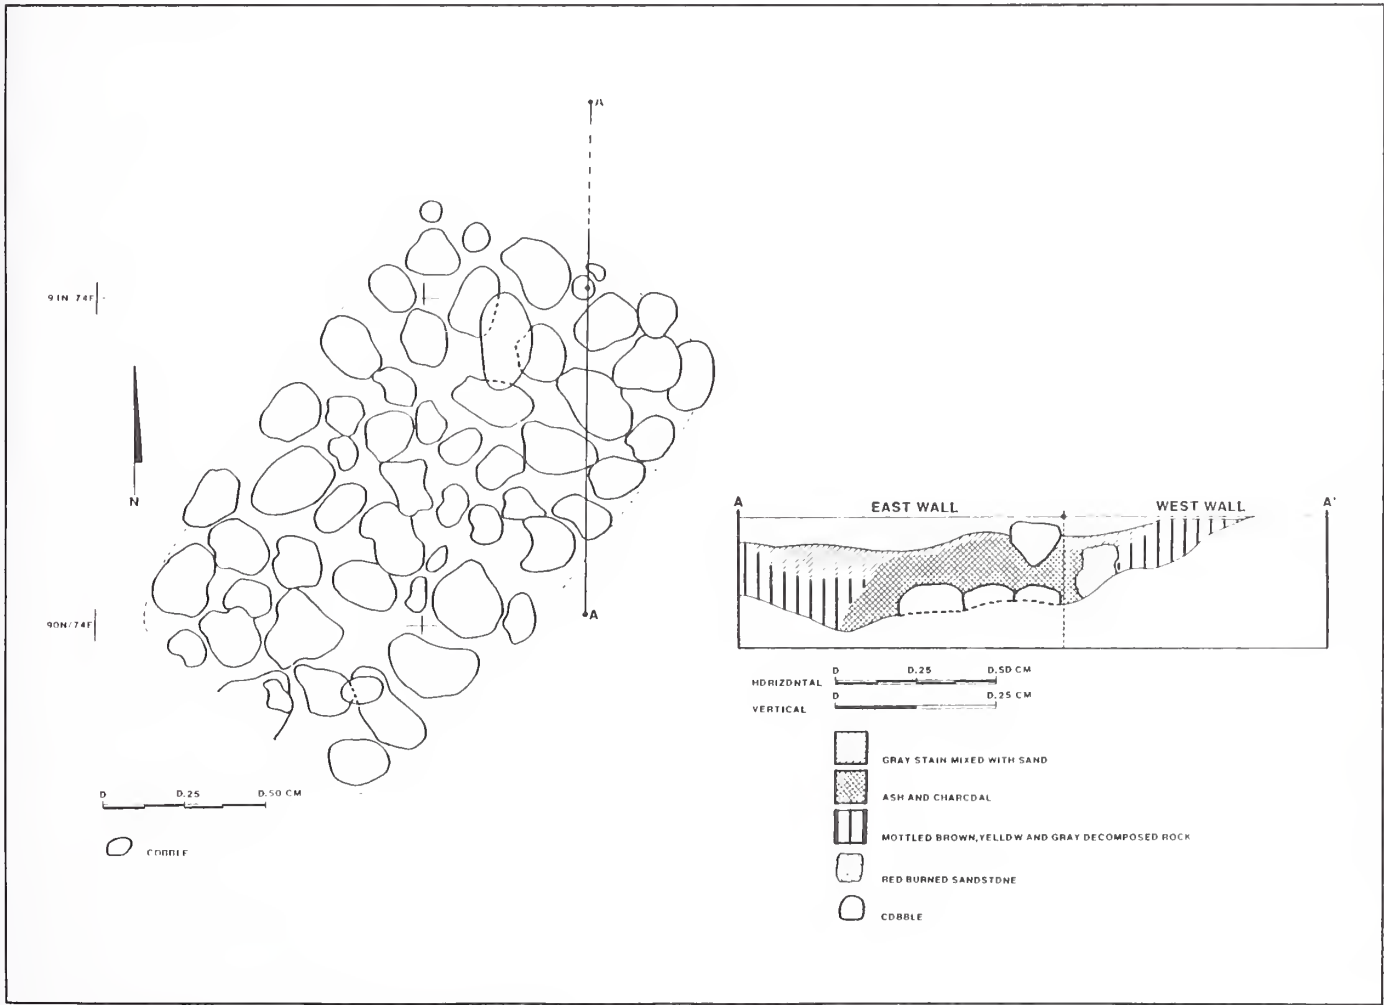 A
91N 74E
N
A
90N/74E
0 0.25 0.50 CM
COBBLE
A EAST WALL WEST WALL A'
HORIZONTAL 0 0.25 0.50 CM
VERTICAL 0 0.25 CM
GRAY STAIN MIXED WITH SAND
ASH AND CHARCOAL
MOTTLED BROWN, YELLOW AND GRAY DECOMPOSED ROCK
RED BURNED SANDSTONE
COBBLE